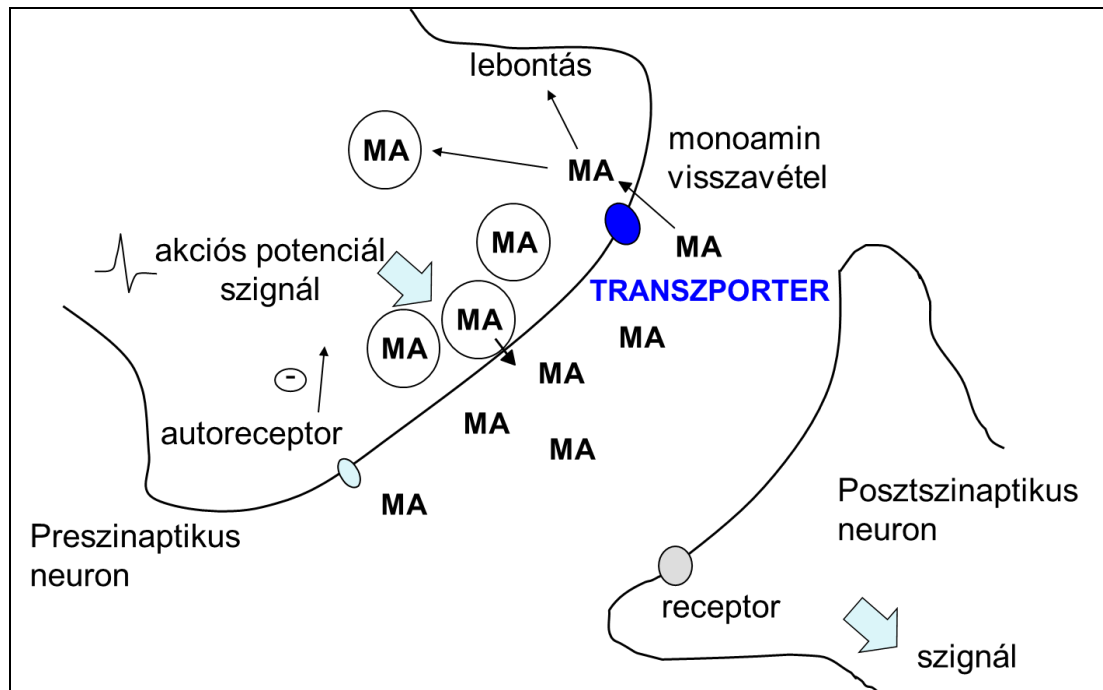 lebontás
MA
MA
monoamin
visszavétel
MA
MA
akciós potenciál
szignál
TRANSZPORTER
MA
MA
MA
MA
-
autoreceptor
MA
MA
MA
Preszinaptikus
neuron
Posztszinaptikus
neuron
receptor
szignál